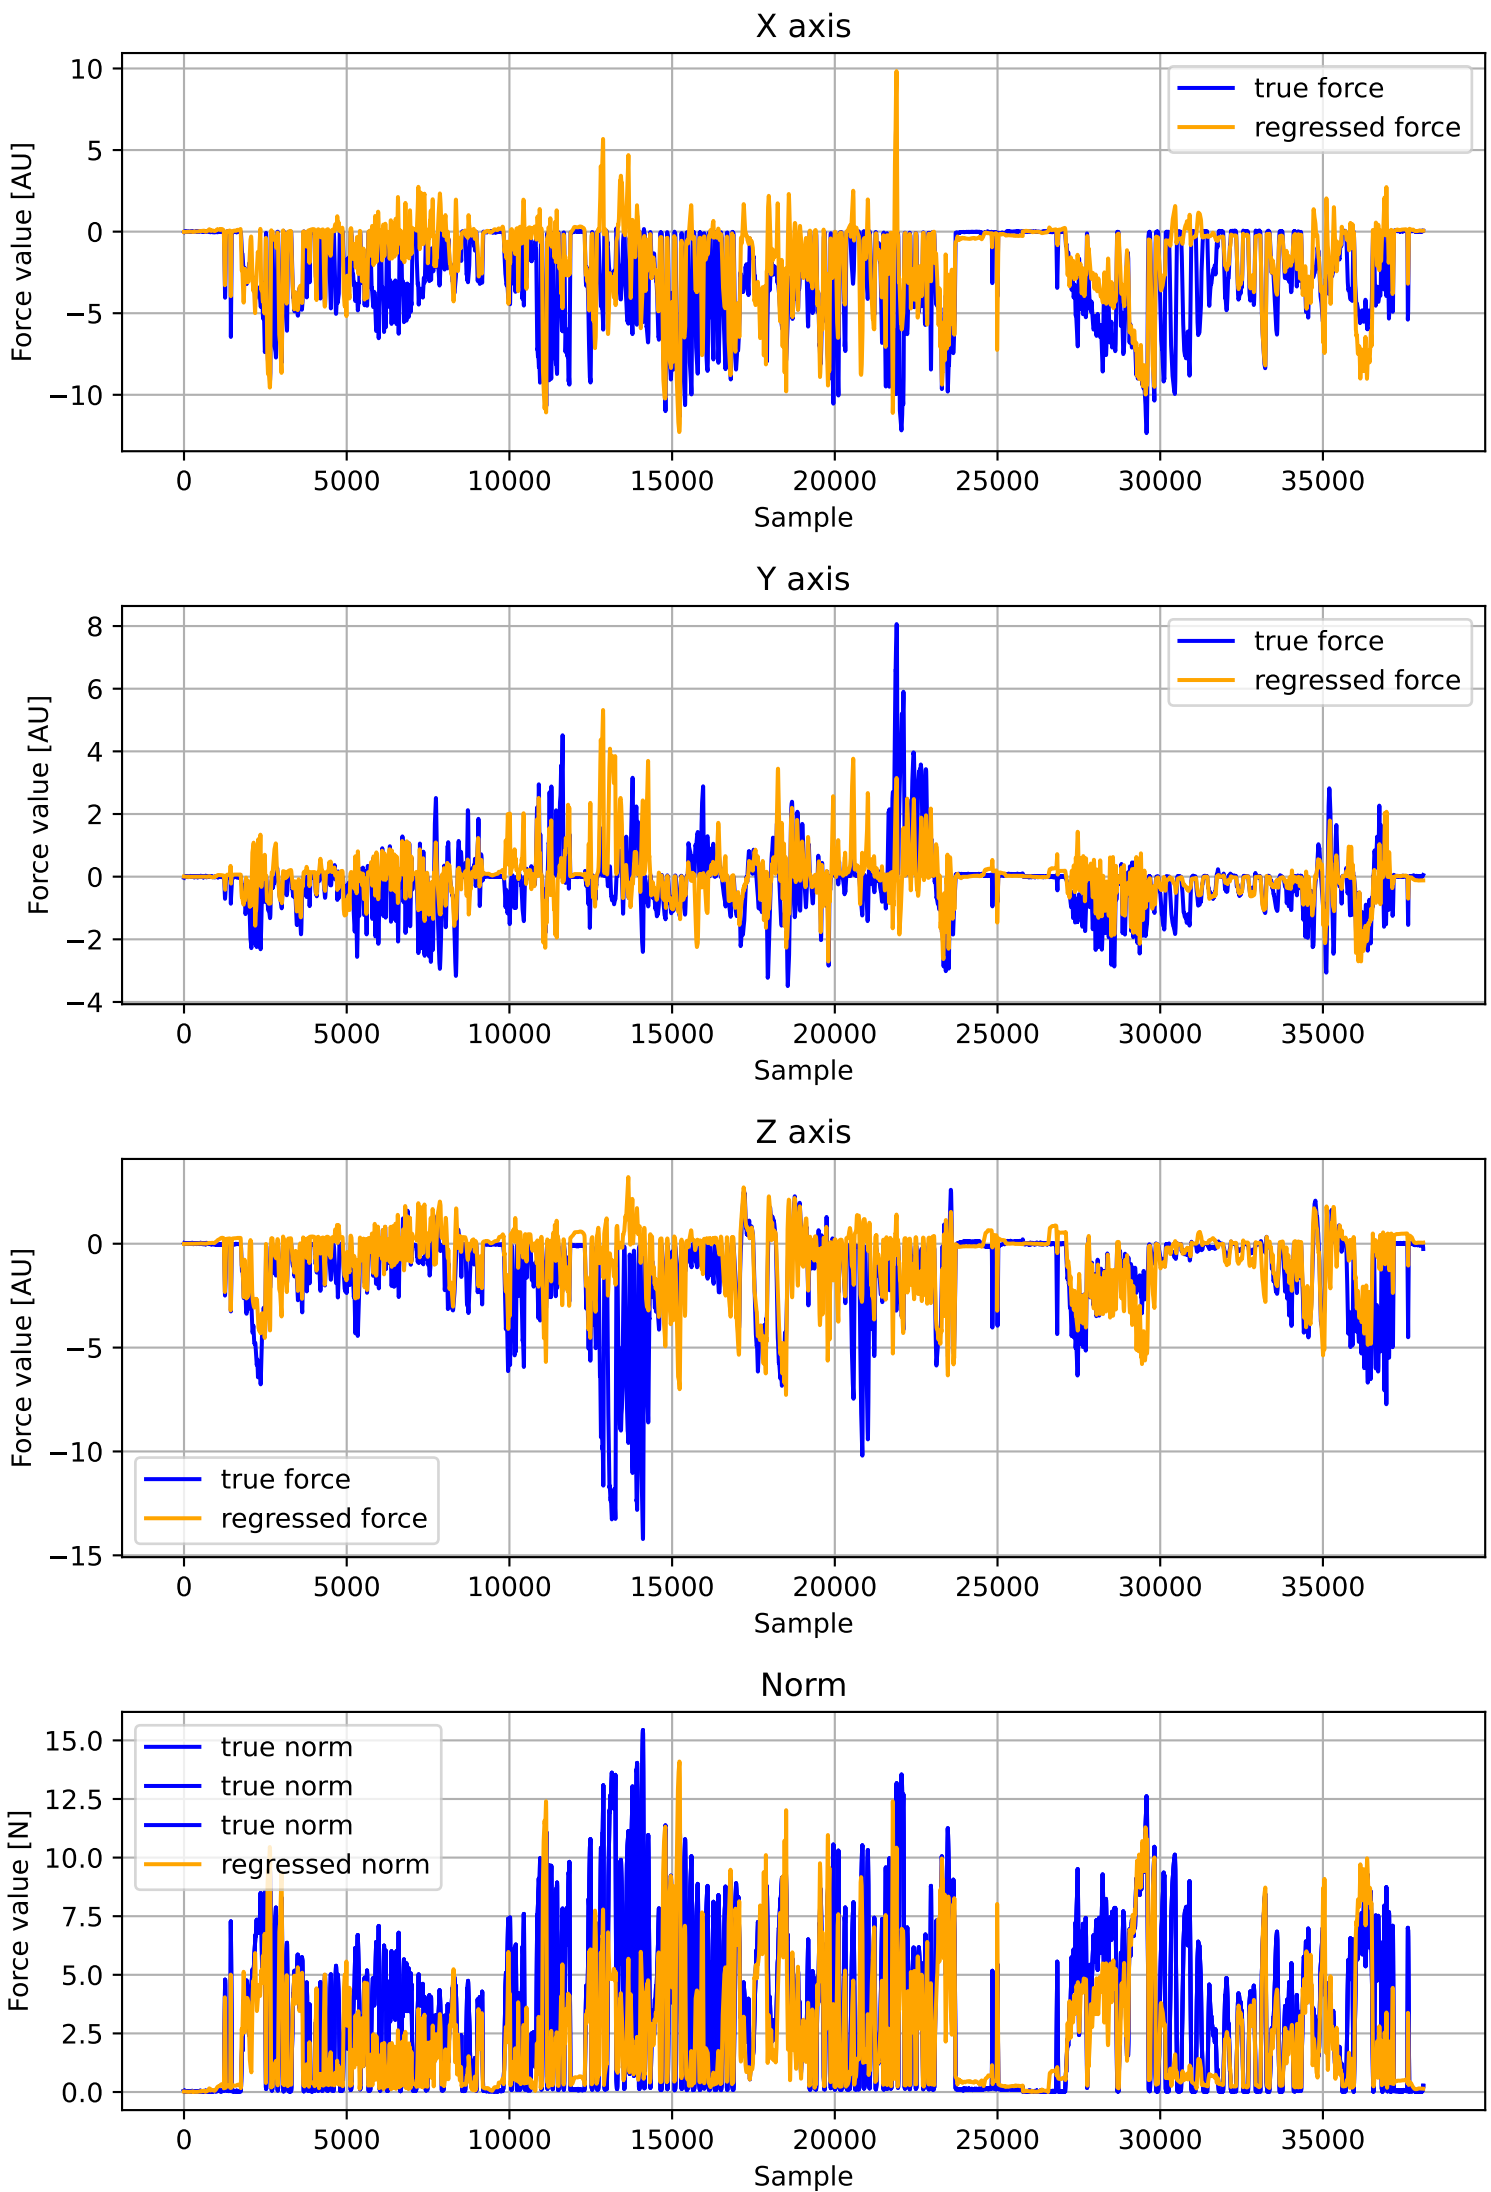 X axis
10
5
0
−5
−10
Force value [AU]
true force
regressed force
0 5000 10000 15000 20000 25000 30000 35000
Sample
Y axis
8
6
4
2
0
−2
−4
Force value [AU]
true force
regressed force
0 5000 10000 15000 20000 25000 30000 35000
Sample
Z axis
0
−5
−10
−15
Force value [AU]
true force
regressed force
0 5000 10000 15000 20000 25000 30000 35000
Sample
Norm
15.0
12.5
10.0
7.5
5.0
2.5
0.0
Force value [N]
true norm
true norm
true norm
regressed norm
0 5000 10000 15000 20000 25000 30000 35000
Sample